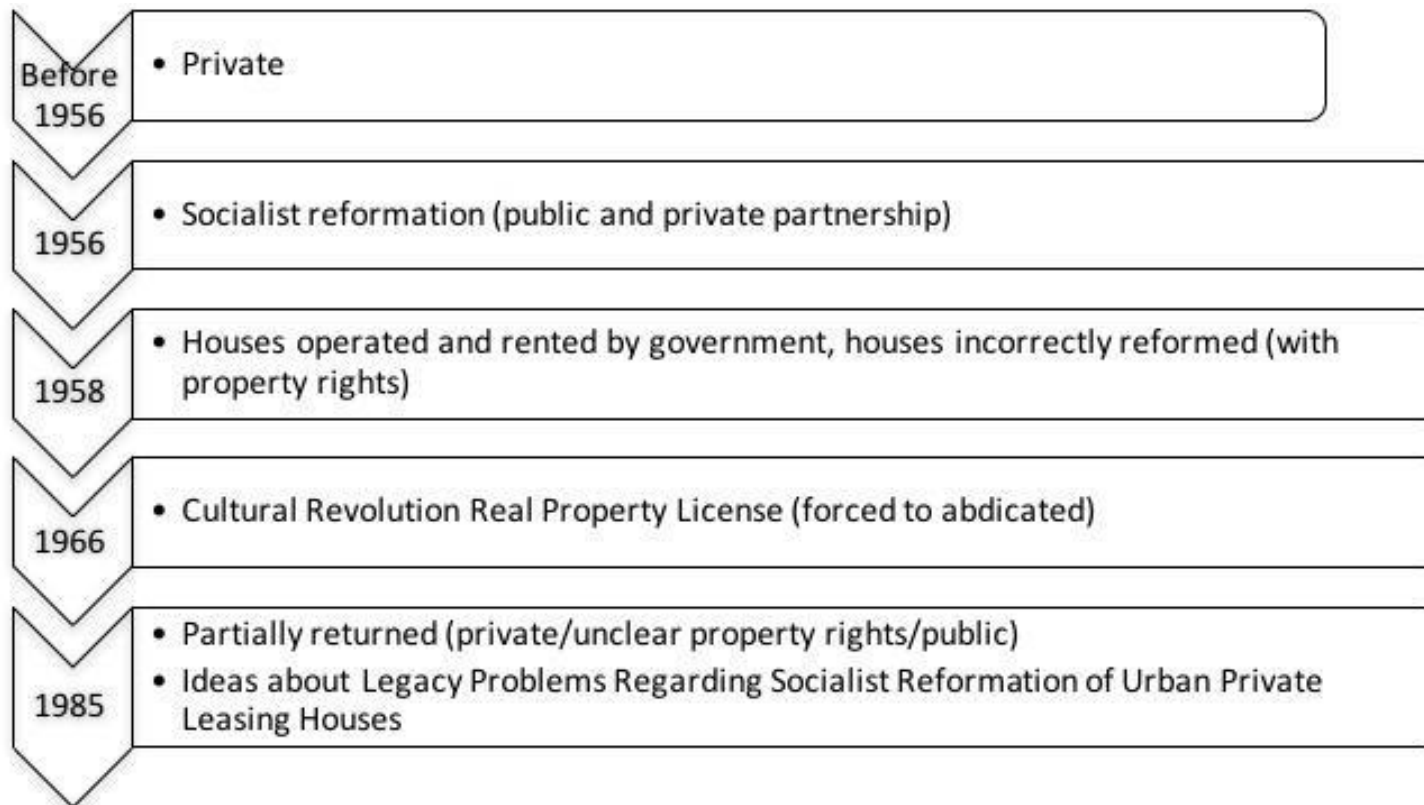 Before
1956
• Private
1956
• Socialist reformation (public and private partnership)
1958
• Houses operated and rented by government, houses incorrectly reformed (with
property rights)
1966
• Cultural Revolution Real Property License (forced to abdicated)
1985
• Partially returned (private/unclear property rights/public)
• Ideas about Legacy Problems Regarding Socialist Reformation of Urban Private
Leasing Houses